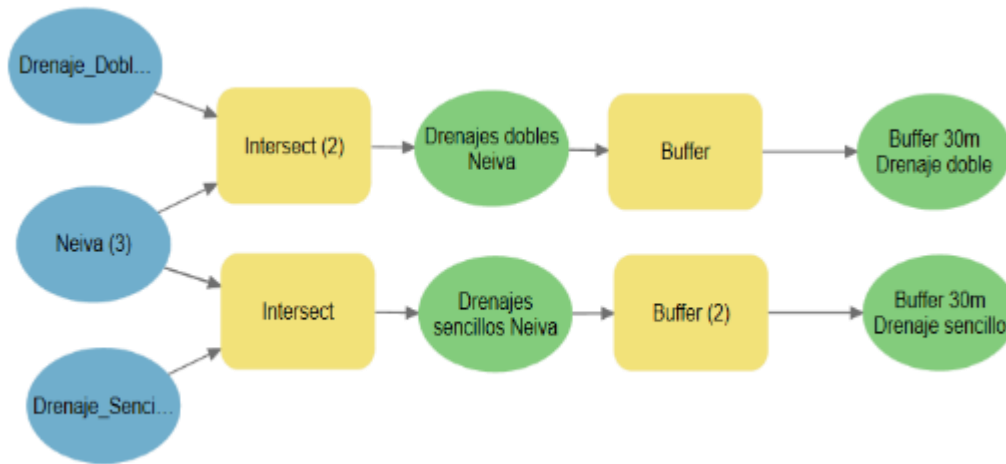 Drenaje_Dobl...
Intersect (2)
Drenajes dobles
Neiva
Buffer
Buffer 30m
Drenaje doble
Neiva (3)
Intersect
Drenajes
sencillos Neiva
Buffer (2)
Buffer 30m
Drenaje sencillo
Drenaje_Senci...